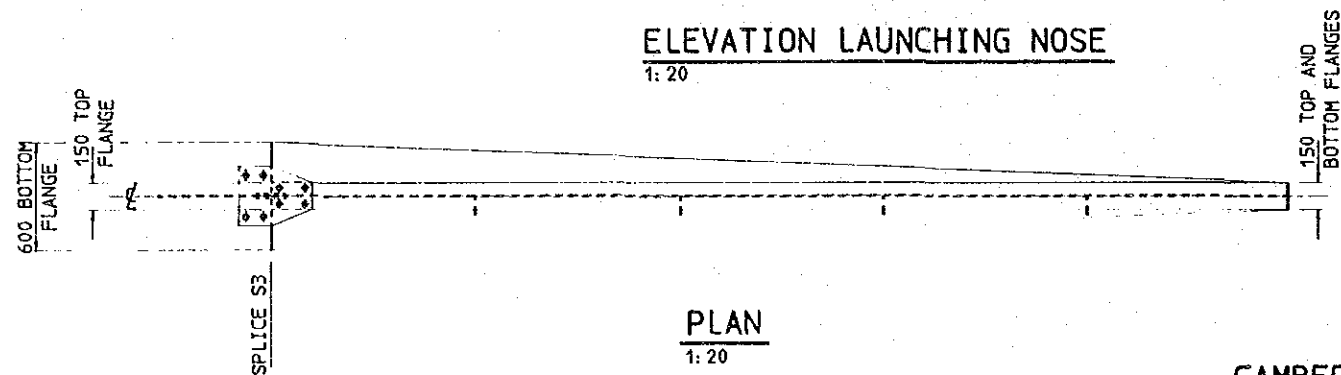 ELEVATION LAUNCHING NOSE
1:20
150 TOP AND
BOTTOM FLANGES
150 TOP
FLANGE
600 BOTTOM
FLANGE
SPLICE S3
PLAN
1:20